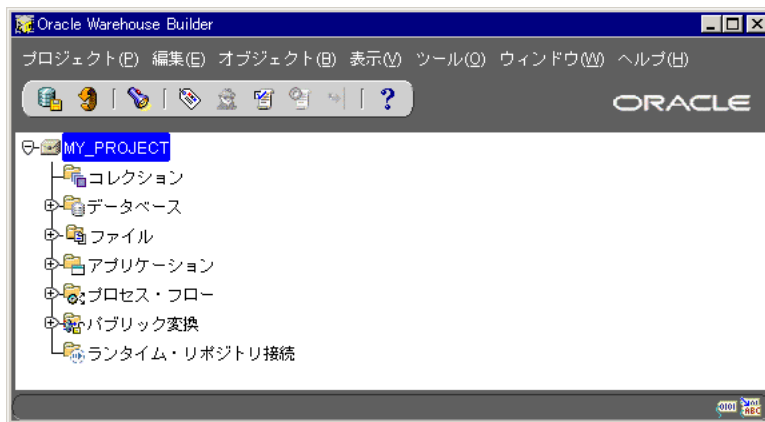 Oracle Warehouse Builder
プロジェクト(P) 編集(E) オブジェクト(B) 表示(V) ツール(O) ウィンドウ(W) ヘルプ(H)
ORACLE
MY_PROJECT
コレクション
データベース
ファイル
アプリケーション
プロセス・フロー
パブリック変換
ランタイム・リポジトリ接続